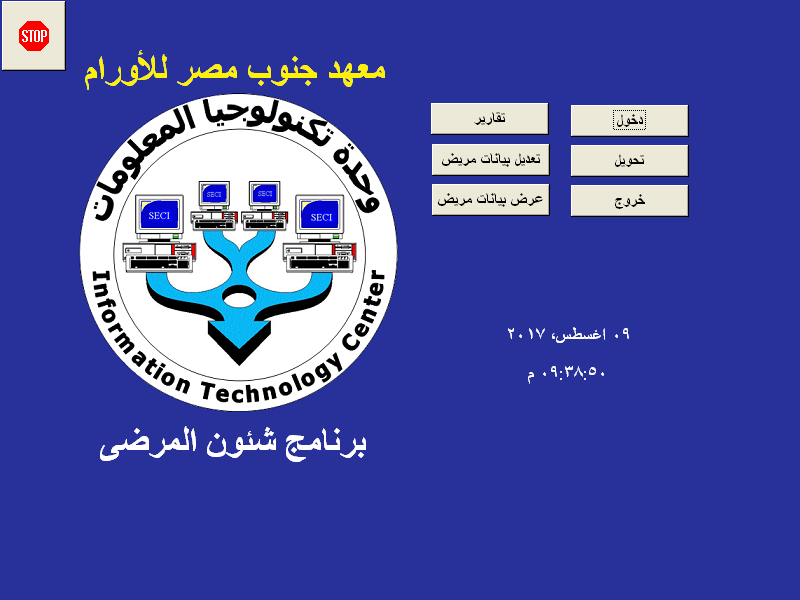 STOP
معهد جنوب مصر للأورام
وحدة تكنولوجيا المعلومات
SECI
SECI
SECI
SECI
Information Technology Center
برنامج شئون المرضى
دخول
تقارير
تحويل
تعديل بيانات مريض
خروج
عرض بيانات مريض
٠٩ اغسطس، ٢٠١٧
٠٩:٣٨:٥٠ م